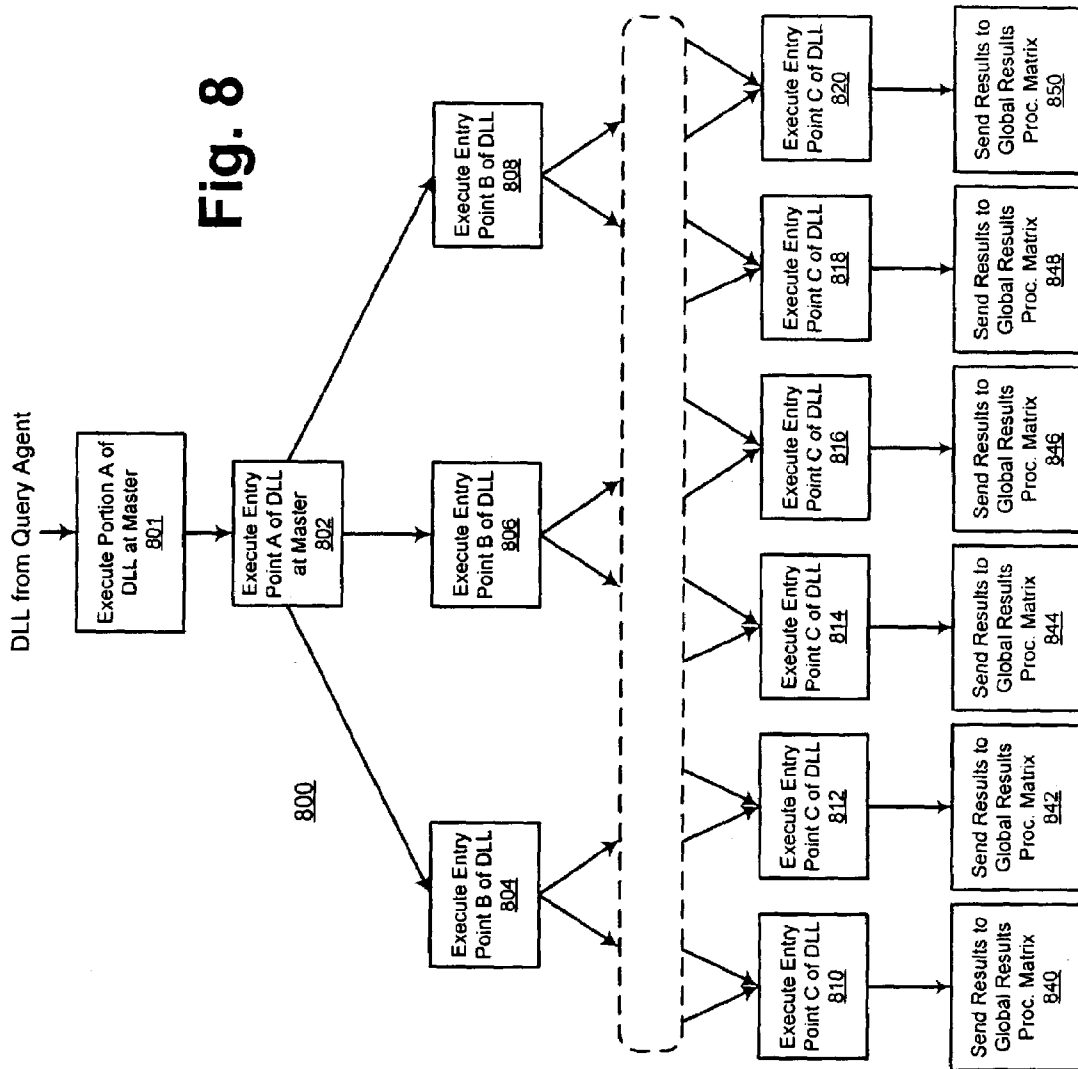 Fig. 8
DLL from Query Agent
Execute Portion A of
DLL at Master
801
Execute Entry
Point A of DLL
at Master
802
800
Execute Entry
Point B of DLL
804
Execute Entry
Point B of DLL
806
Execute Entry
Point B of DLL
808
Execute Entry
Point C of DLL
810
Execute Entry
Point C of DLL
812
Execute Entry
Point C of DLL
814
Execute Entry
Point C of DLL
816
Execute Entry
Point C of DLL
818
Execute Entry
Point C of DLL
820
Send Results to
Global Results
Proc. Matrix
840
Send Results to
Global Results
Proc. Matrix
842
Send Results to
Global Results
Proc. Matrix
844
Send Results to
Global Results
Proc. Matrix
846
Send Results to
Global Results
Proc. Matrix
848
Send Results to
Global Results
Proc. Matrix
850